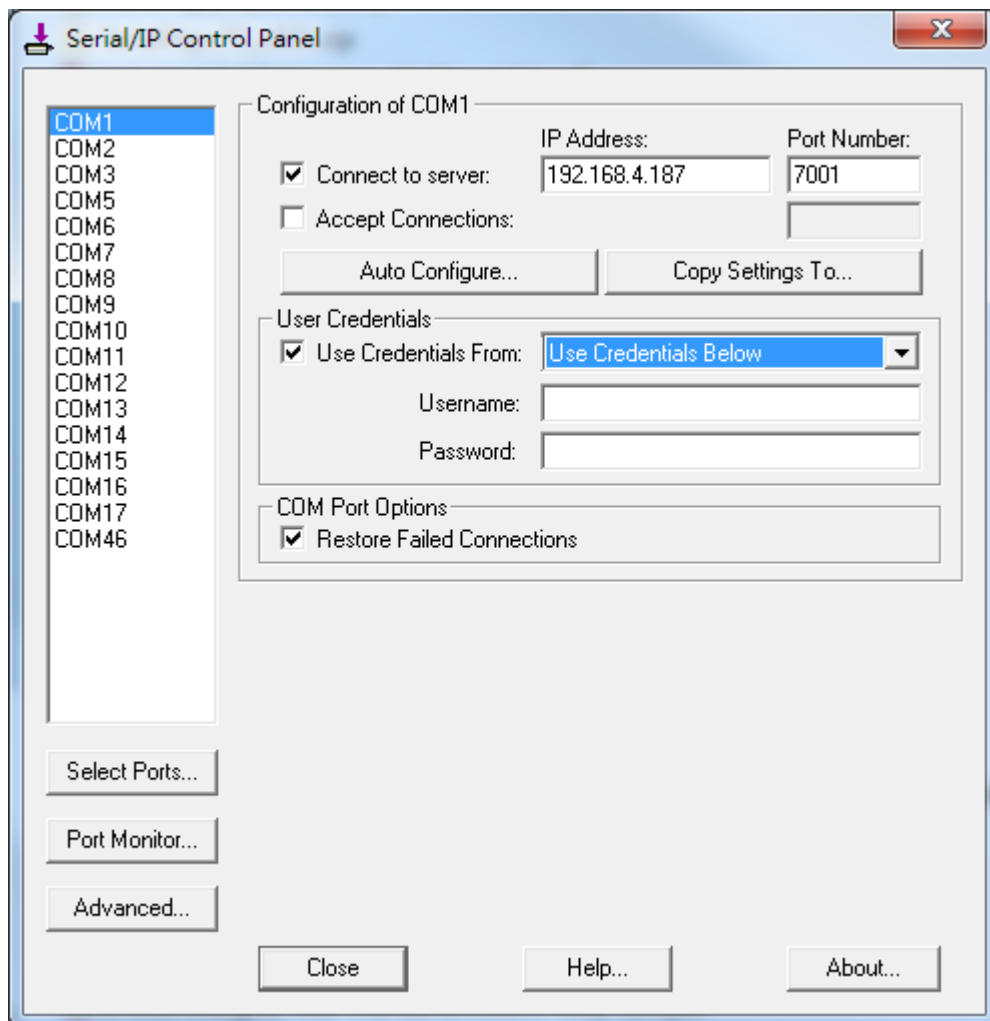 Serial/IP Control Panel
COM1
COM2
COM3
COM5
COM6
COM7
COM8
COM9
COM10
COM11
COM12
COM13
COM14
COM15
COM16
COM17
COM46
Select Ports...
Port Monitor...
Advanced...
Configuration of COM1
IP Address: Port Number:
Connect to server: 192.168.4.187 7001
Accept Connections:
Auto Configure... Copy Settings To...
User Credentials
Use Credentials From: Use Credentials Below
Username:
Password:
COM Port Options
Restore Failed Connections
Close Help... About...